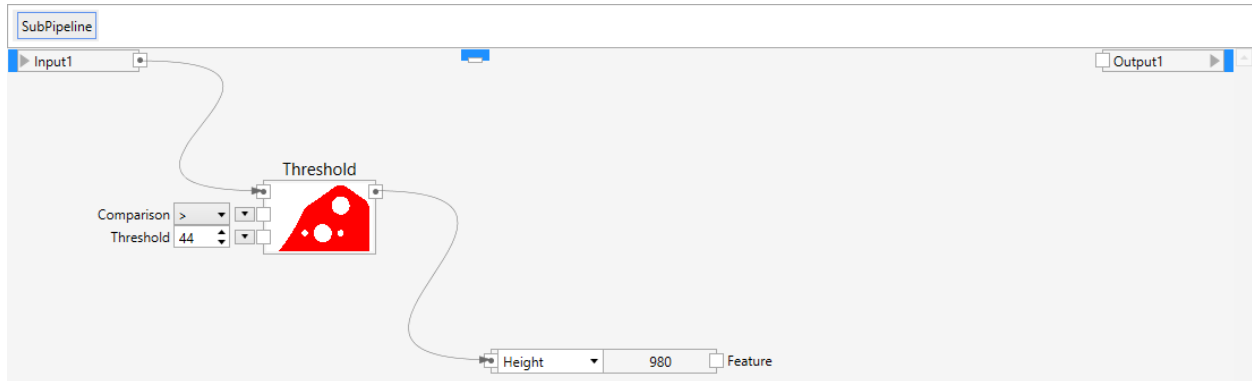 SubPipeline
Input1
Output1
Threshold
Comparison >
Threshold 44
Height 980 Feature